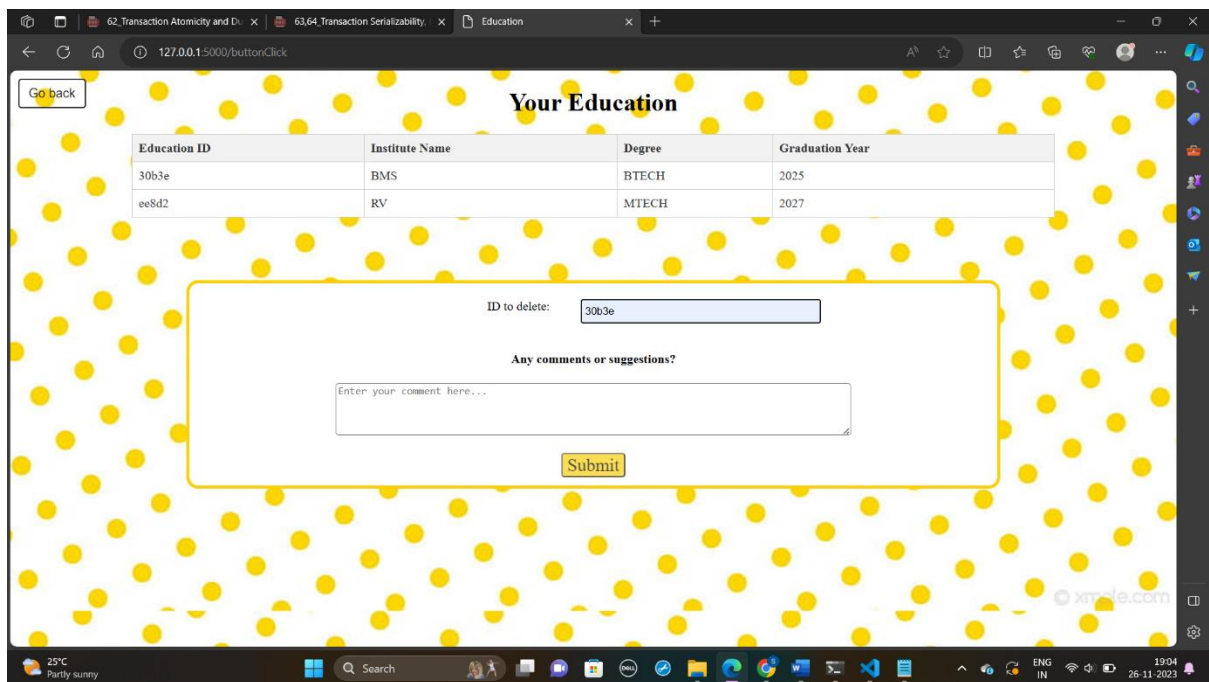 62_Transaction Atomicity and Du
63,64_Transaction Serializability,
Education
127.0.0.1:5000/buttonClick
Go back
Your Education
Education ID Institute Name Degree Graduation Year
30b3e BMS BTECH 2025
ee8d2 RV MTECH 2027
ID to delete: 30b3e
Any comments or suggestions?
Enter your comment here...
Submit
25°C
Partly sunny
Search
DELL
ENG
IN
19:04
26-11-2023